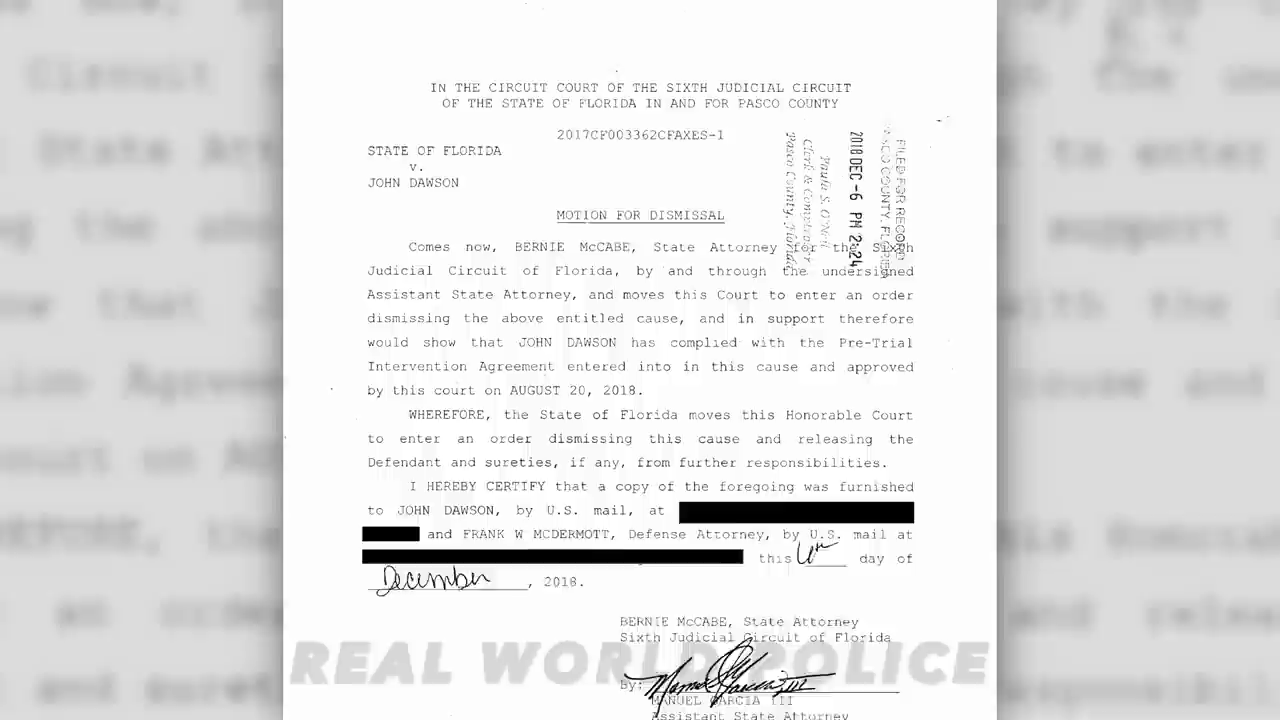 IN THE CIRCUIT COURT OF THE SIXTH JUDICIAL CIRCUIT
OF THE STATE OF FLORIDA IN AND FOR PASCO COUNTY
2017CF003362CFAXES-1
STATE OF FLORIDA
v.
JOHN DAWSON
FILED FOR RECORD
PASCO COUNTY, FLORIDA
2018 DEC -6 PM 2:24
Paula S. O'Neil
Clerk & Comptroller
Pasco County, Florida
MOTION FOR DISMISSAL
Comes now, BERNIE McCABE, State Attorney for the Sixth
Judicial Circuit of Florida, by and through the undersigned
Assistant State Attorney, and moves this Court to enter an order
dismissing the above entitled cause, and in support therefore
would show that JOHN DAWSON has complied with the Pre-Trial
Intervention Agreement entered into in this cause and approved
by this court on AUGUST 20, 2018.
WHEREFORE, the State of Florida moves this Honorable Court
to enter an order dismissing this cause and releasing the
Defendant and sureties, if any, from further responsibilities.
I HEREBY CERTIFY that a copy of the foregoing was furnished
to JOHN DAWSON, by U.S. mail, at
and FRANK W MCDERMOTT, Defense Attorney, by U.S. mail at
this 6th day of
December, 2018.
BERNIE McCABE, State Attorney
Sixth Judicial Circuit of Florida
REAL WORLD POLICE
By:
MANUEL GARCIA III
Assistant State Attorney